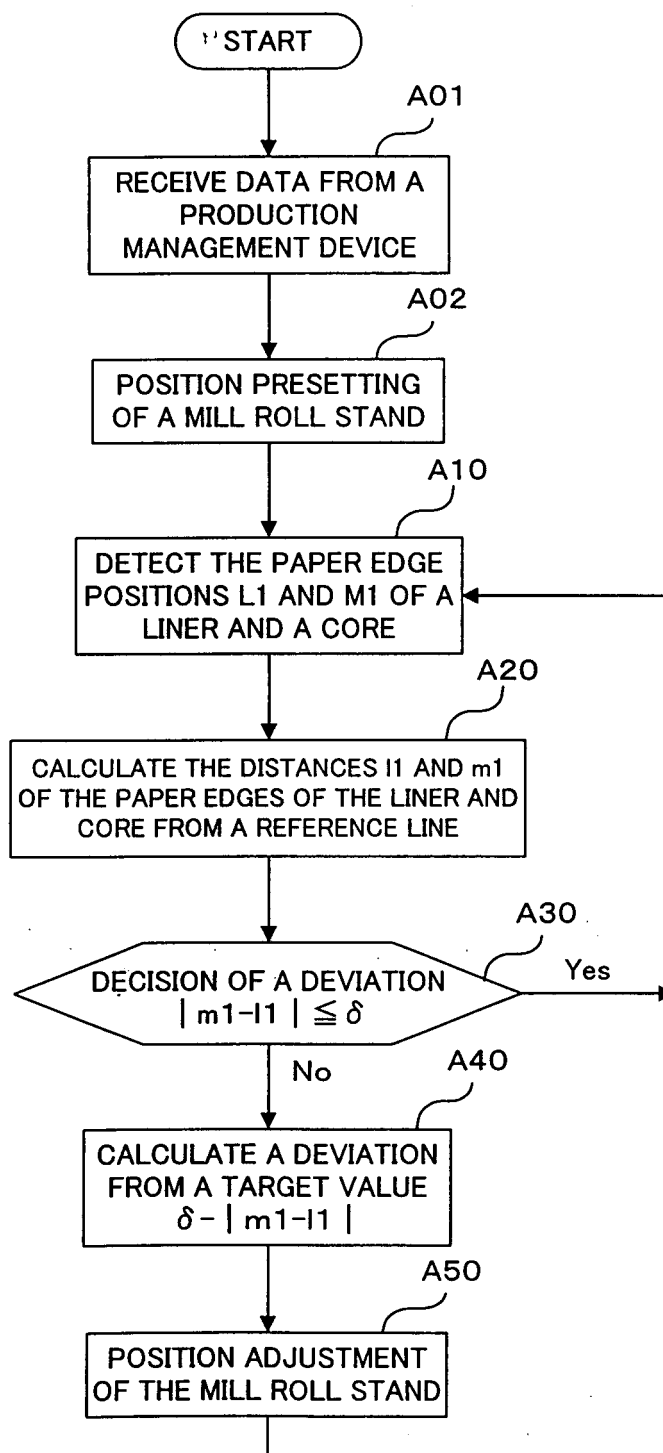 START
A01
RECEIVE DATA FROM A
PRODUCTION
MANAGEMENT DEVICE
A02
POSITION PRESETTING
OF A MILL ROLL STAND
A10
DETECT THE PAPER EDGE
POSITIONS L1 AND M1 OF A
LINER AND A CORE
A20
CALCULATE THE DISTANCES l1 AND m1
OF THE PAPER EDGES OF THE LINER AND
CORE FROM A REFERENCE LINE
A30
DECISION OF A DEVIATION
| m1-l1 | ≦ δ
Yes
No
A40
CALCULATE A DEVIATION
FROM A TARGET VALUE
δ- | m1-l1 |
A50
POSITION ADJUSTMENT
OF THE MILL ROLL STAND